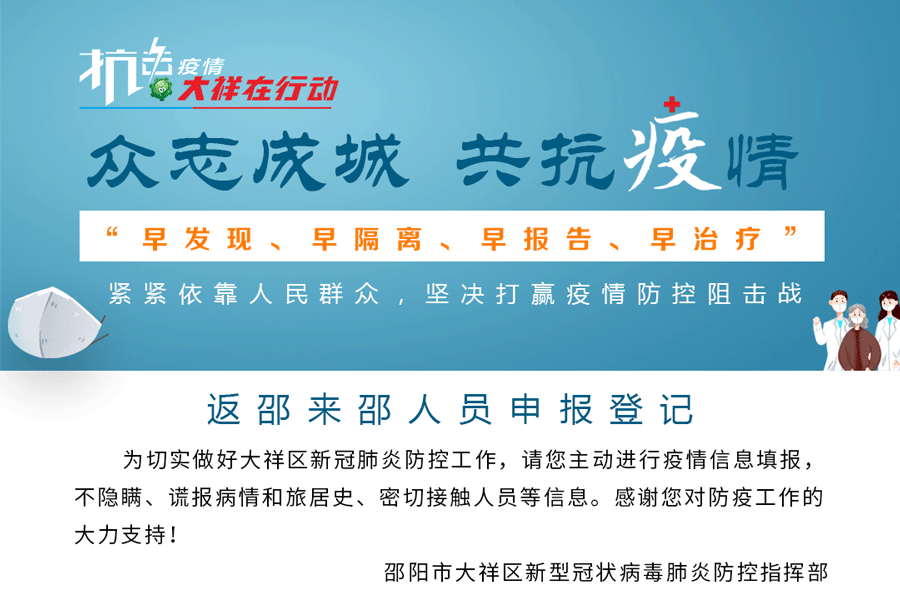 抗击疫情
大祥在行动
众志成城 共抗疫情
“早发现、早隔离、早报告、早治疗”
紧紧依靠人民群众，坚决打赢疫情防控阻击战
返邵来邵人员申报登记
为切实做好大祥区新冠肺炎防控工作，请您主动进行疫情信息填报，
不隐瞒、谎报病情和旅居史、密切接触人员等信息。感谢您对防疫工作的
大力支持！
邵阳市大祥区新型冠状病毒肺炎防控指挥部